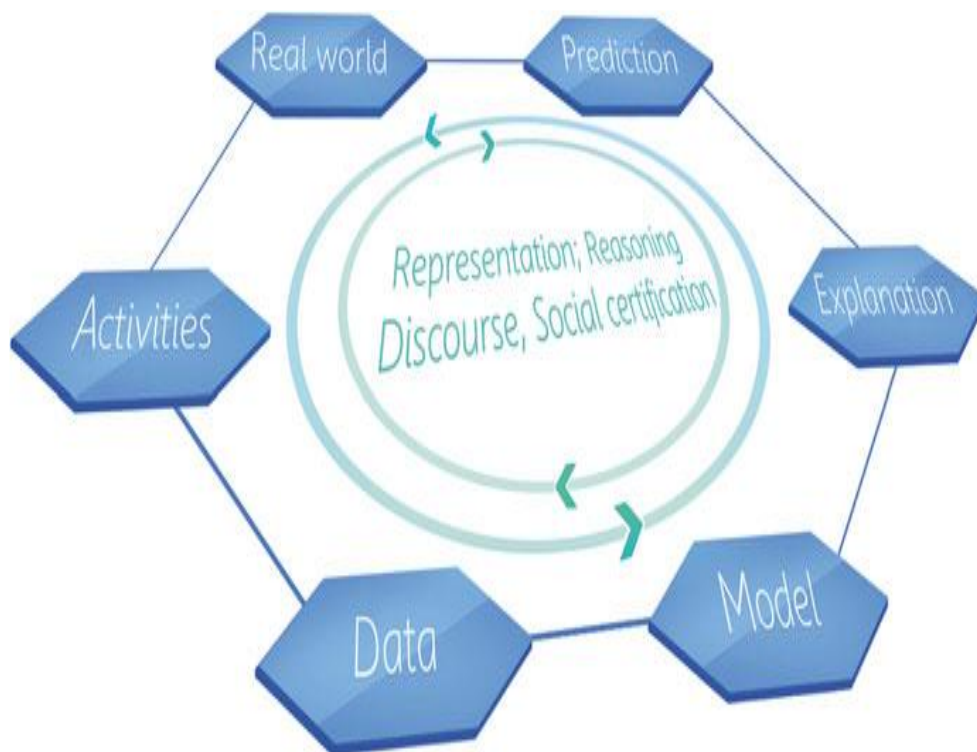 Real world
Prediction
Representation; Reasoning
Discourse, Social certification
Activities
Explanation
Data
Model